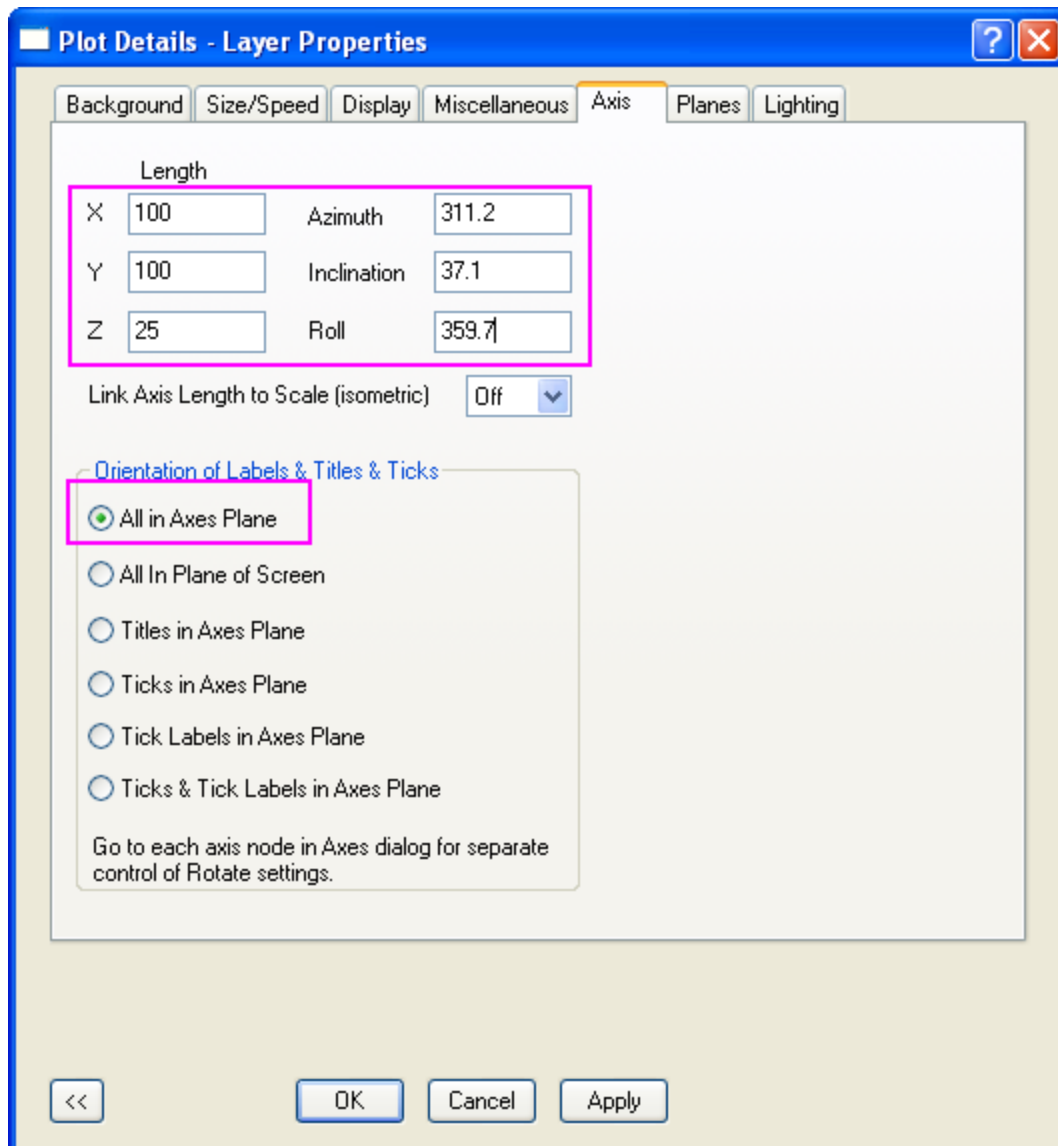 Plot Details - Layer Properties
Background Size/Speed Display Miscellaneous Axis Planes Lighting
Length
X 100 Azimuth 311.2
Y 100 Inclination 37.1
Z 25 Roll 359.7
Link Axis Length to Scale (isometric) Off
Orientation of Labels & Titles & Ticks
All in Axes Plane
All In Plane of Screen
Titles in Axes Plane
Ticks in Axes Plane
Tick Labels in Axes Plane
Ticks & Tick Labels in Axes Plane
Go to each axis node in Axes dialog for separate
control of Rotate settings.
<< OK Cancel Apply